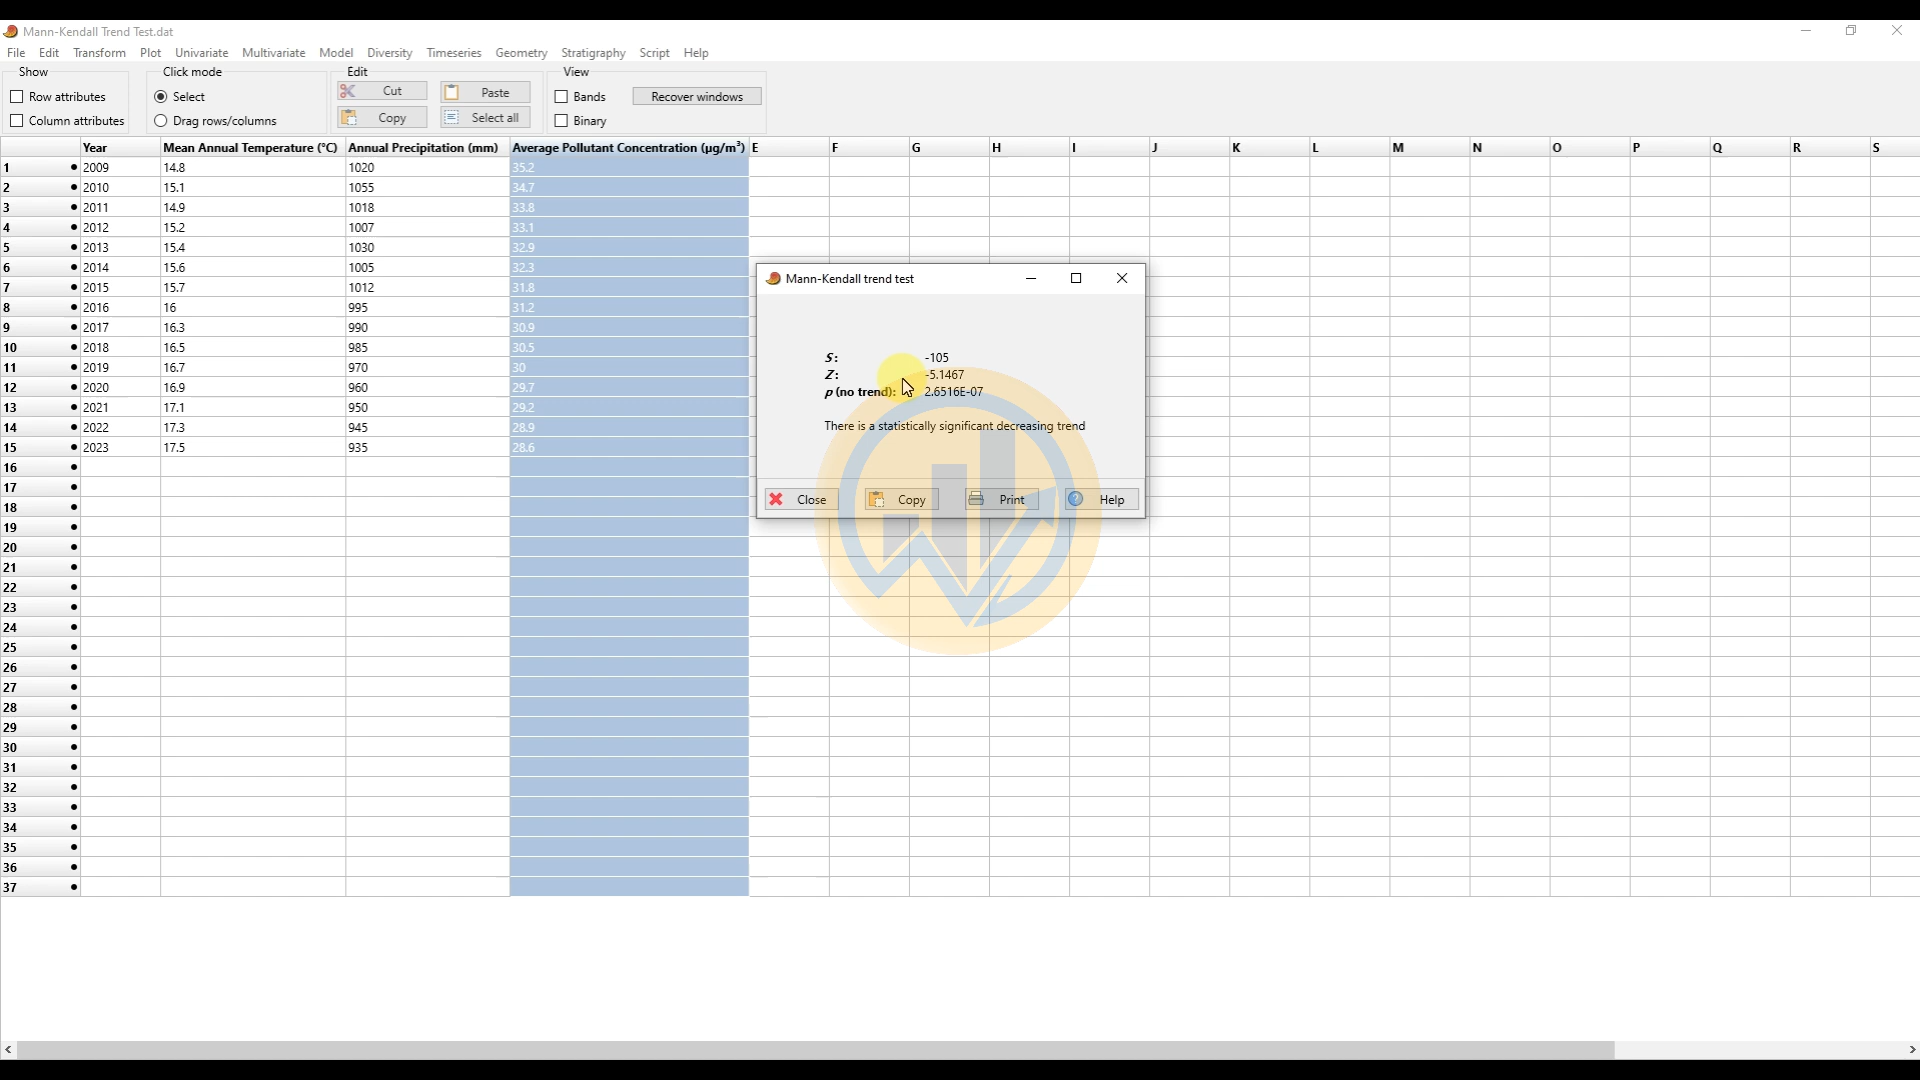 Mann-Kendall Trend Test.dat
File Edit Transform Plot Univariate Multivariate Model Diversity Timeseries Geometry Stratigraphy Script Help
Show Click mode Edit View
Row attributes Select Cut Paste Bands Recover windows
Column attributes Drag rows/columns Copy Select all Binary
Year Mean Annual Temperature (°C) Annual Precipitation (mm) Average Pollutant Concentration (µg/m³) E F G H I J K L M N O P Q R S
1 • 2009 14.8 1020 35.2
2 • 2010 15.1 1055 34.7
3 • 2011 14.9 1018 33.8
4 • 2012 15.2 1007 33.1
5 • 2013 15.4 1030 32.9
6 • 2014 15.6 1005 32.3
7 • 2015 15.7 1012 31.8
8 • 2016 16 995 31.2
9 • 2017 16.3 990 30.9
10 • 2018 16.5 985 30.5
11 • 2019 16.7 970 30
12 • 2020 16.9 960 29.7
13 • 2021 17.1 950 29.2
14 • 2022 17.3 945 28.9
15 • 2023 17.5 935 28.6
16 •
17 •
18 •
19 •
20 •
21 •
22 •
23 •
24 •
25 •
26 •
27 •
28 •
29 •
30 •
31 •
32 •
33 •
34 •
35 •
36 •
37 •
Mann-Kendall trend test
S: -105
Z: -5.1467
p (no trend): 2.6516E-07
There is a statistically significant decreasing trend
Close Copy Print Help